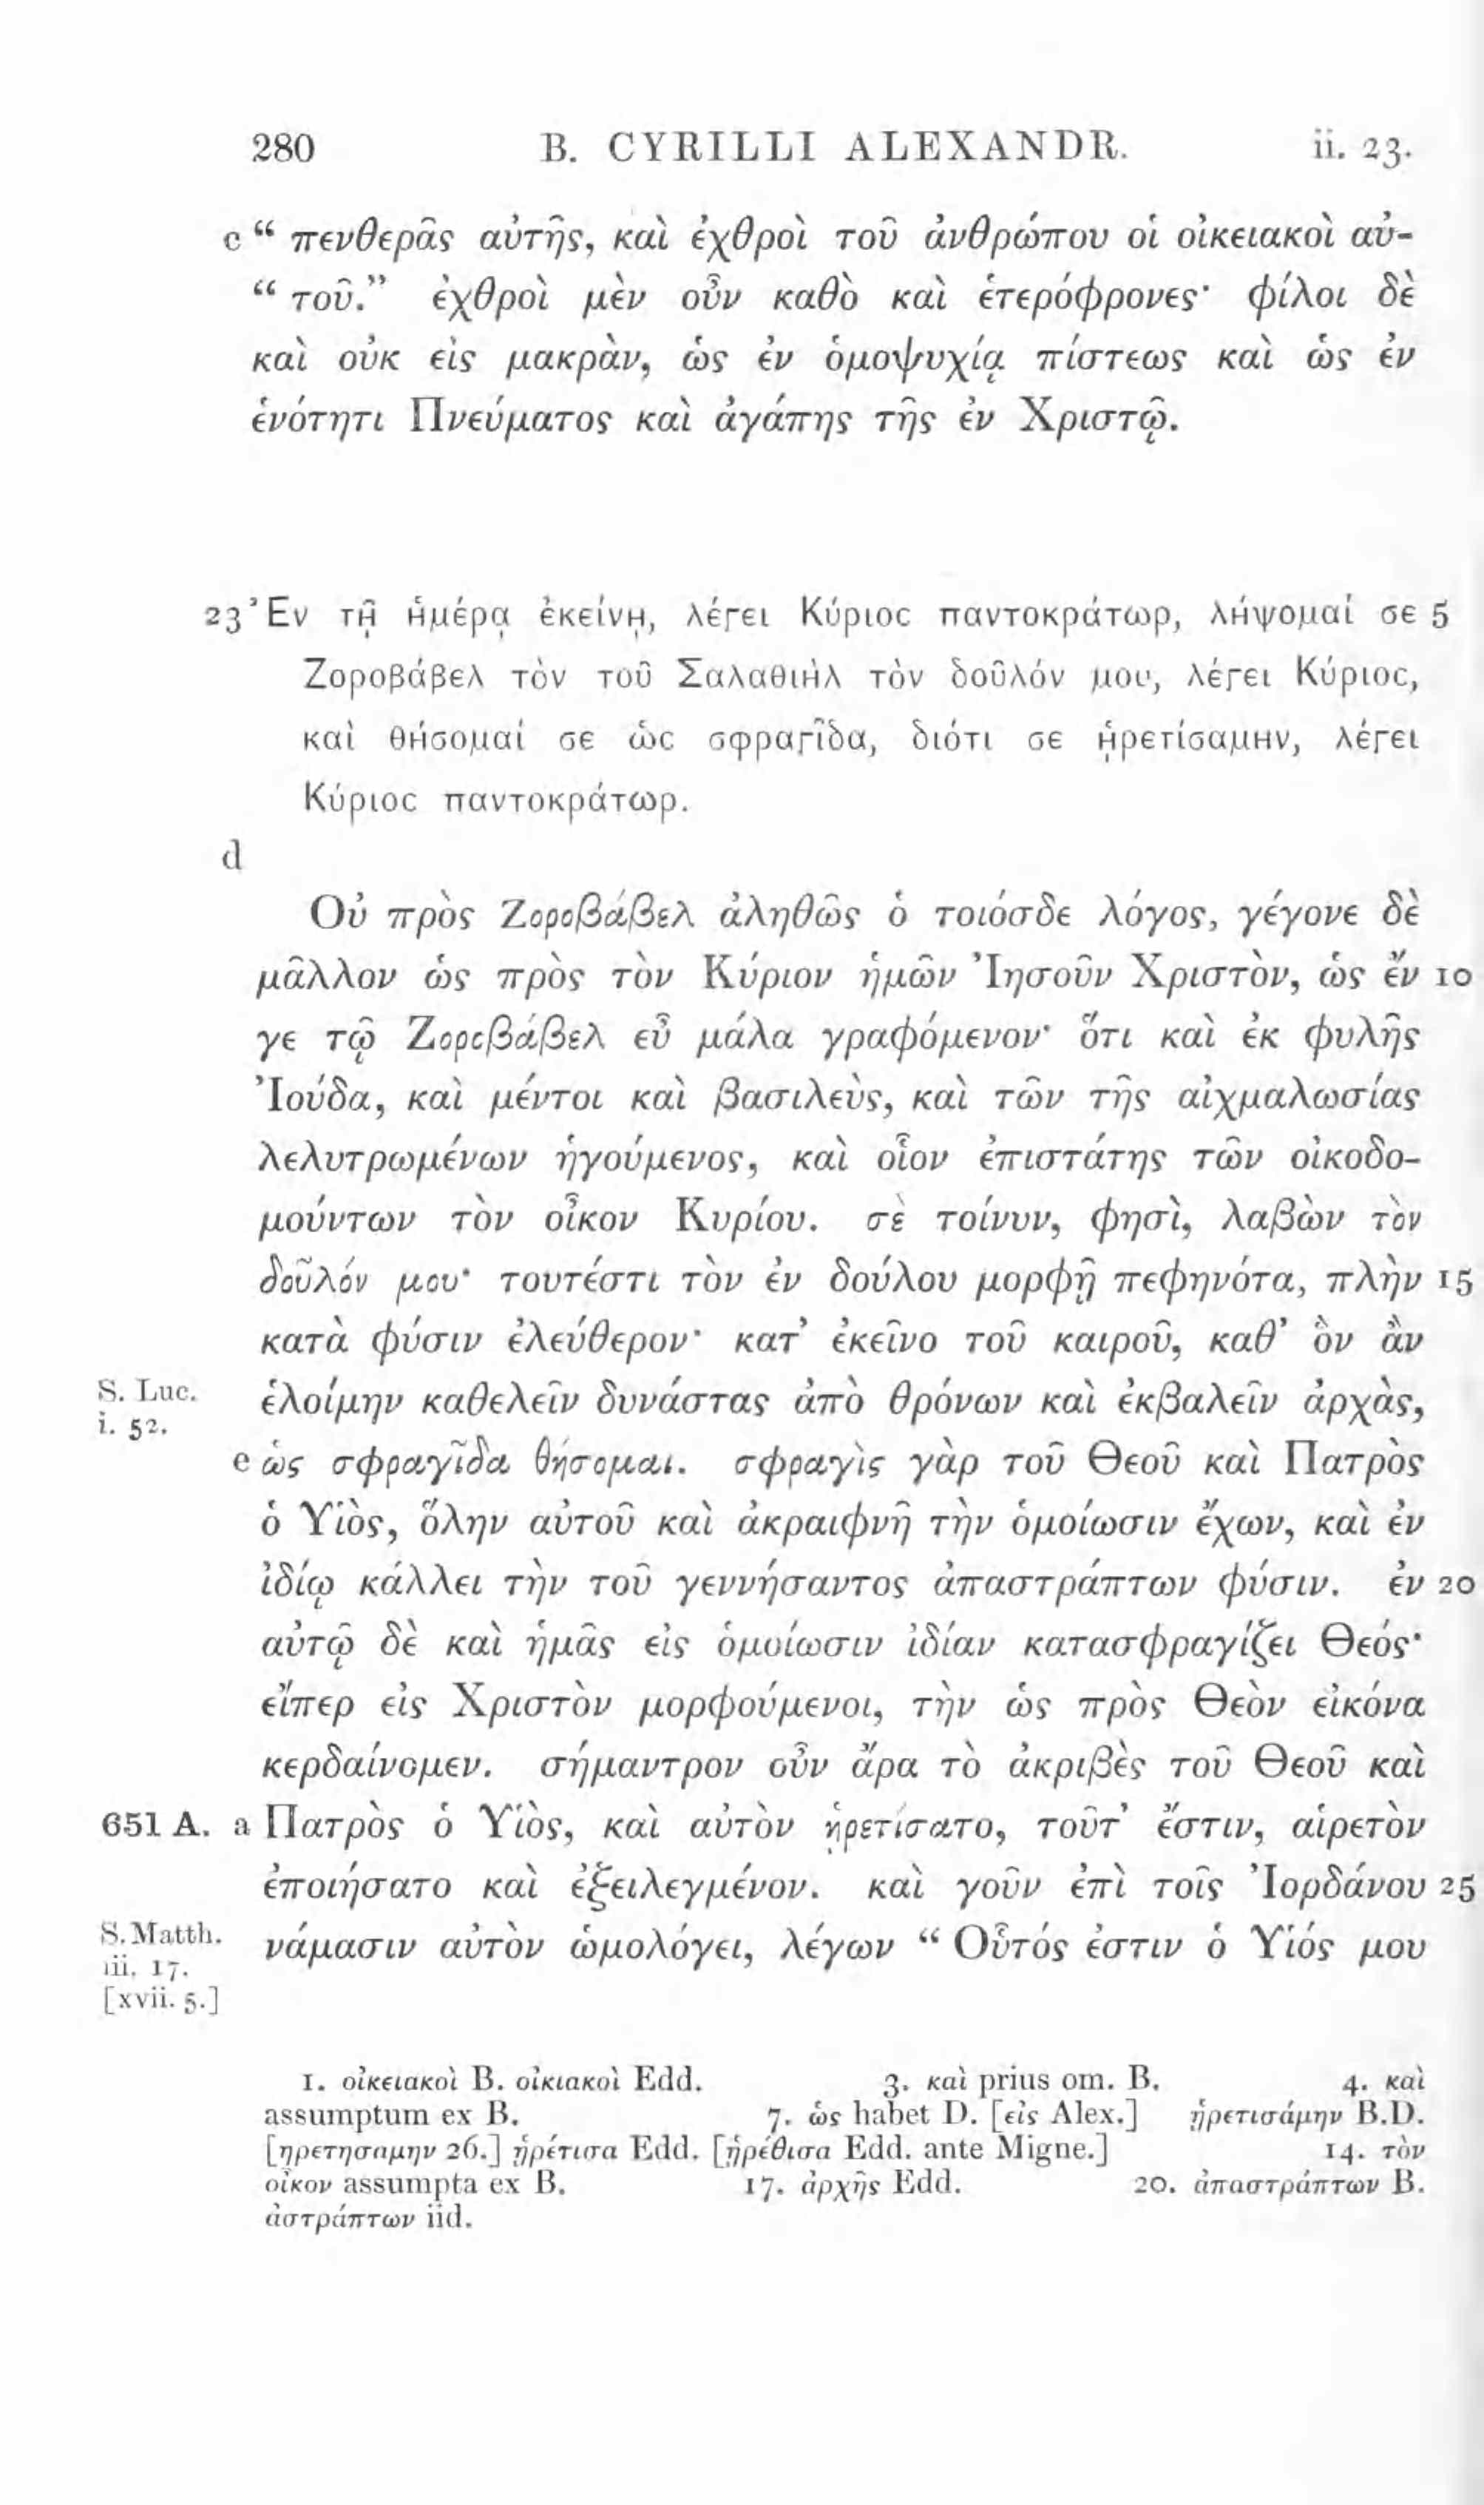 280 B. CYRILLI ALEXANDR. ii. 23.
c “ πενθερᾶς αὐτῆς, καὶ ἐχθροὶ τοῦ ἀνθρώπου οἱ οἰκειακοὶ αὐ-
“ τοῦ.” ἐχθροὶ μὲν οὖν καθὸ καὶ ἑτερόφρονες· φίλοι δὲ
καὶ οὐκ εἰς μακρὰν, ὡς ἐν ὁμοψυχίᾳ πίστεως καὶ ὡς ἐν
ἑνότητι Πνεύματος καὶ ἀγάπης τῆς ἐν Χριστῷ.
23 Ἐν τῇ ἡμέρᾳ ἐκείνῃ, λέγει Κύριος παντοκράτωρ, λήψομαί σε 5
Ζοροβάβελ τὸν τοῦ Σαλαθιὴλ τὸν δοῦλόν μου, λέγει Κύριος,
καὶ θήσομαί σε ὡς σφραγῖδα, διότι σε ᾑρετίσαμην, λέγει
Κύριος παντοκράτωρ.
d
Οὐ πρὸς Ζοροβάβελ ἀληθῶς ὁ τοιόσδε λόγος, γέγονε δὲ
μᾶλλον ὡς πρὸς τὸν Κύριον ἡμῶν Ἰησοῦν Χριστὸν, ὡς ἔν 10
γε τῷ Ζοροβάβελ εὖ μάλα γραφόμενον· ὅτι καὶ ἐκ φυλῆς
Ἰούδα, καὶ μέντοι καὶ βασιλεὺς, καὶ τῶν τῆς αἰχμαλωσίας
λελυτρωμένων ἡγούμενος, καὶ οἷον ἐπιστάτης τῶν οἰκοδο-
μούντων τὸν οἶκον Κυρίου. σὲ τοίνυν, φησὶ, λαβὼν τὸν
δοῦλόν μου· τουτέστι τὸν ἐν δούλου μορφῇ πεφηνότα, πλὴν 15
κατὰ φύσιν ἐλεύθερον· κατ’ ἐκεῖνο τοῦ καιροῦ, καθ’ ὃν ἂν
S. Luc. i. 52. ἑλοίμην καθελεῖν δυνάστας ἀπὸ θρόνων καὶ ἐκβαλεῖν ἀρχὰς,
e ὡς σφραγῖδα θήσομαι. σφραγὶς γὰρ τοῦ Θεοῦ καὶ Πατρὸς
ὁ Υἱὸς, ὅλην αὐτοῦ καὶ ἀκραιφνῆ τὴν ὁμοίωσιν ἔχων, καὶ ἐν
ἰδίῳ κάλλει τὴν τοῦ γεννήσαντος ἀπαστράπτων φύσιν. ἐν 20
αὐτῷ δὲ καὶ ἡμᾶς εἰς ὁμοίωσιν ἰδίαν κατασφραγίζει Θεός·
εἴπερ εἰς Χριστὸν μορφούμενοι, τὴν ὡς πρὸς Θεὸν εἰκόνα
κερδαίνομεν. σήμαντρον οὖν ἄρα τὸ ἀκριβὲς τοῦ Θεοῦ καὶ
651 A. a Πατρὸς ὁ Υἱὸς, καὶ αὐτὸν ᾑρετίσατο, τοῦτ’ ἔστιν, αἱρετὸν
ἐποιήσατο καὶ ἐξειλεγμένον. καὶ γοῦν ἐπὶ τοῖς Ἰορδάνου 25
S. Matth. iii. 17. [xvii. 5.] νάμασιν αὐτὸν ὡμολόγει, λέγων “ Οὗτός ἐστιν ὁ Υἱός μου
1. οἰκειακοὶ B. οἰκιακοὶ Edd. 3. καὶ prius om. B. 4. καὶ
assumptum ex B. 7. ὡς habet D. [εἰς Alex.] ᾑρετισάμην B.D.
[ηρετησαμην 26.] ᾑρέτισα Edd. [ᾑρέθισα Edd. ante Migne.] 14. τὸν
οἶκον assumpta ex B. 17. ἀρχῆς Edd. 20. ἀπαστράπτων B.
ἀστράπτων iid.